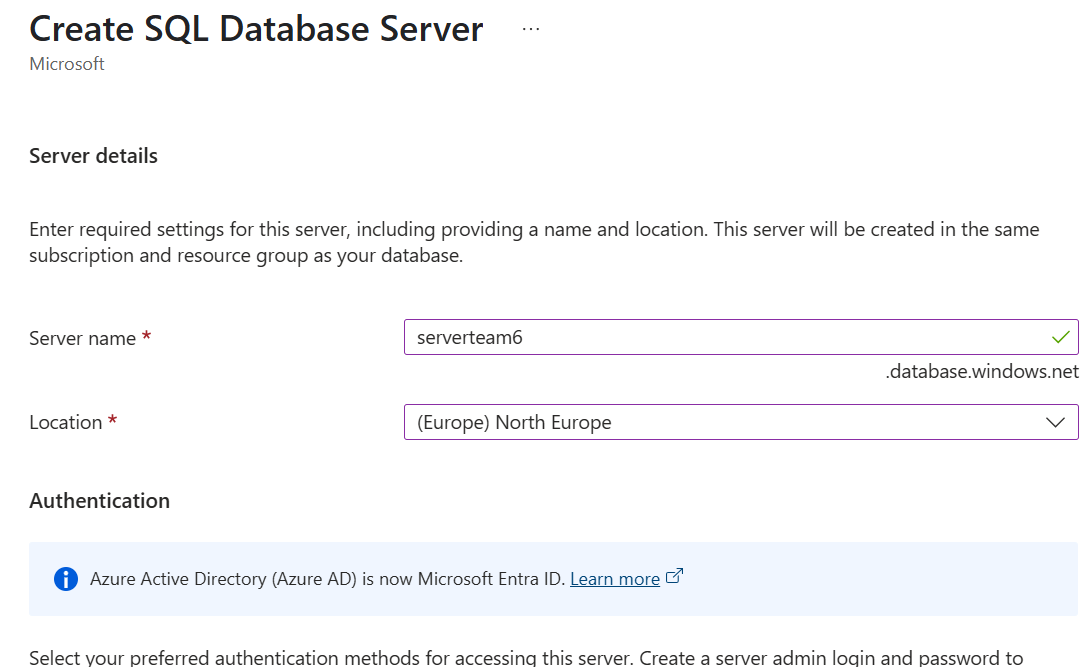 Create SQL Database Server ...
Microsoft
Server details
Enter required settings for this server, including providing a name and location. This server will be created in the same
subscription and resource group as your database.
Server name *
serverteam6
.database.windows.net
Location *
(Europe) North Europe
Authentication
Azure Active Directory (Azure AD) is now Microsoft Entra ID. Learn more
Select your preferred authentication methods for accessing this server. Create a server admin login and password to